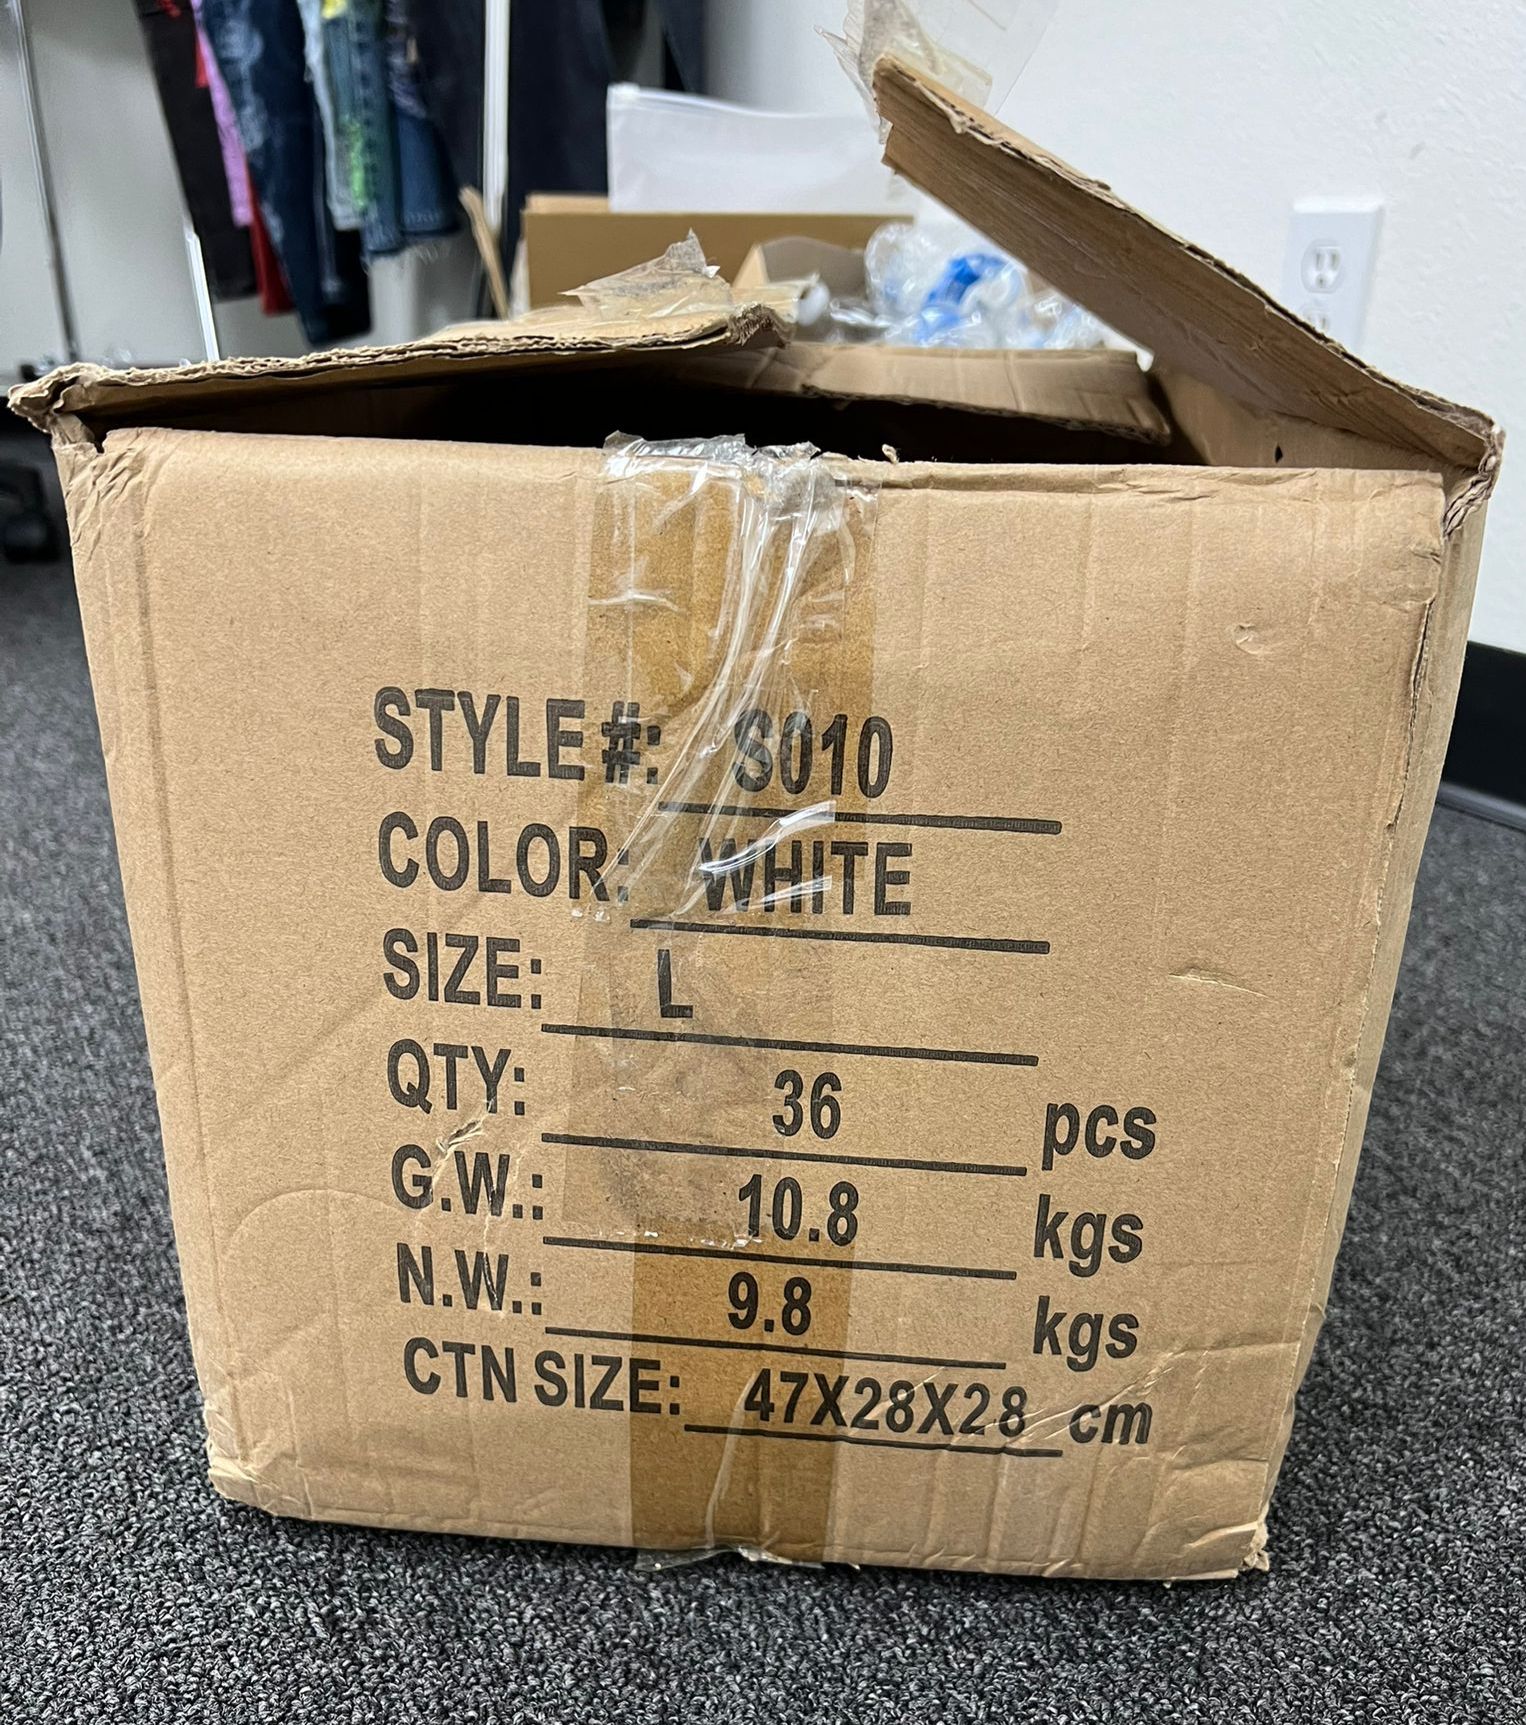 STYLE #: S010
COLOR: WHITE
SIZE: L
QTY: 36 pcs
G.W.: 10.8 kgs
N.W.: 9.8 kgs
CTN SIZE: 47X28X28 cm